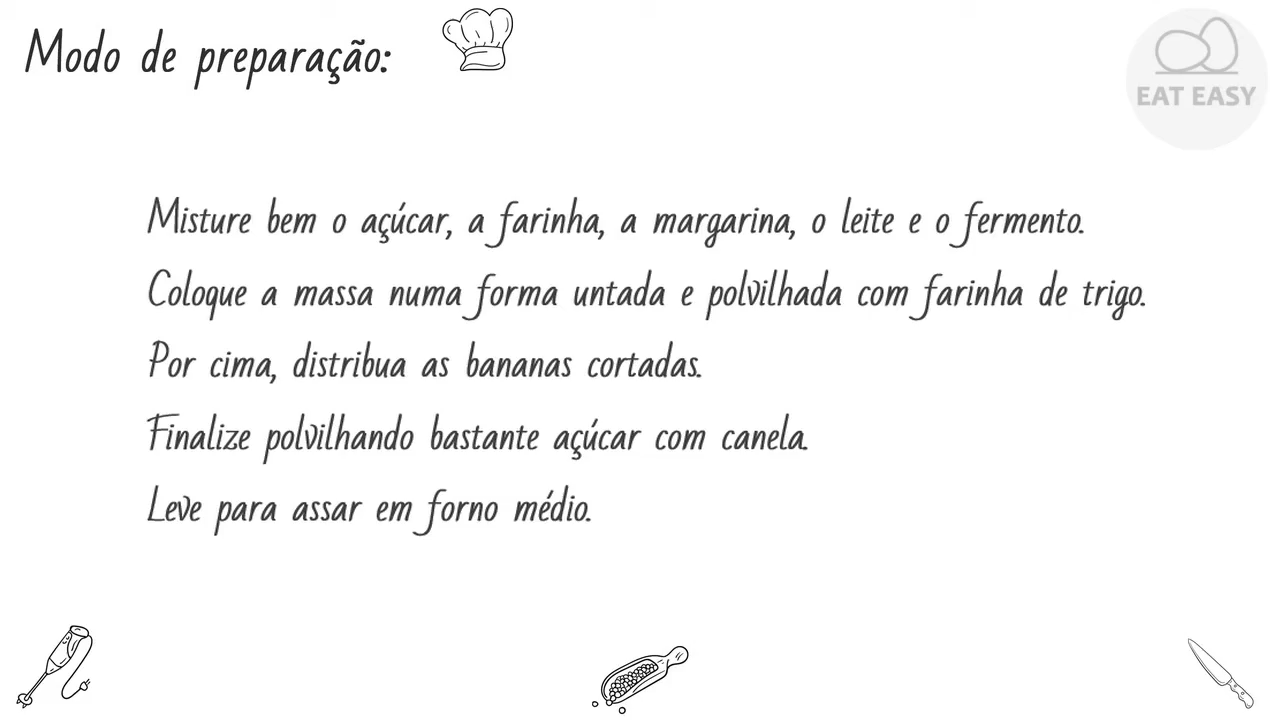 Modo de preparação:
EAT EASY
Misture bem o açúcar, a farinha, a margarina, o leite e o fermento.
Coloque a massa numa forma untada e polvilhada com farinha de trigo.
Por cima, distribua as bananas cortadas.
Finalize polvilhando bastante açúcar com canela.
Leve para assar em forno médio.